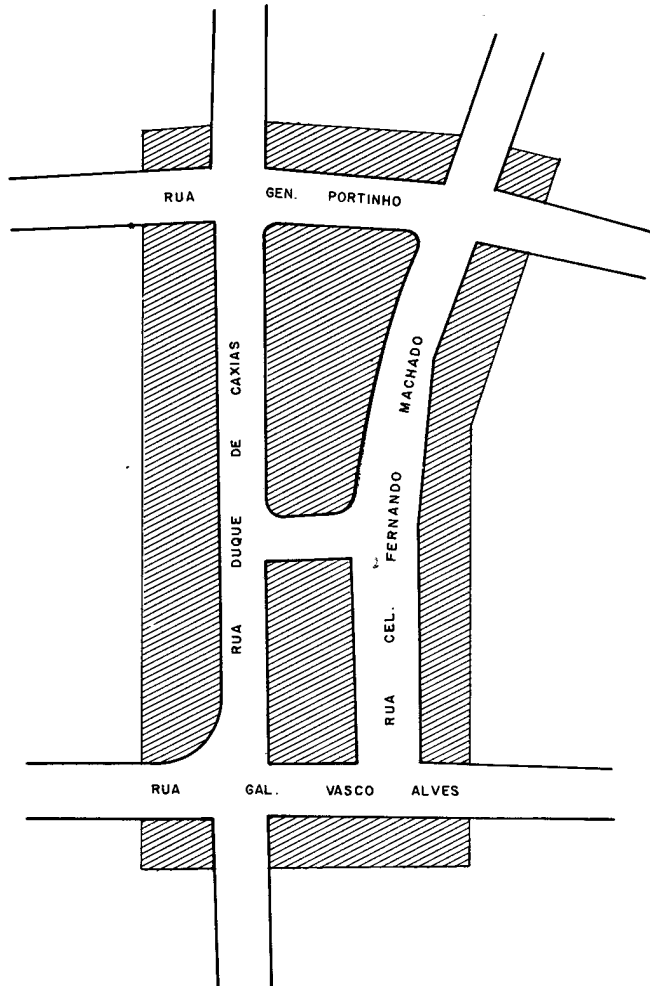 RUA GEN. PORTINHO
RUA DUQUE DE CAXIAS
RUA CEL. FERNANDO MACHADO
RUA GAL. VASCO ALVES